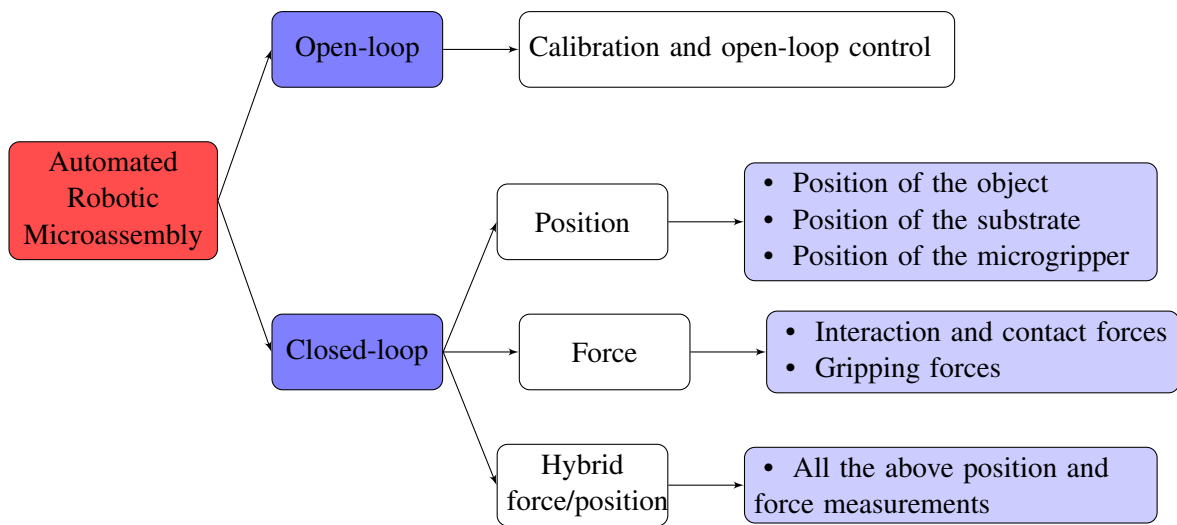 Open-loop
Calibration and open-loop control
Automated
Robotic
Microassembly
Position
• Position of the object
• Position of the substrate
• Position of the microgripper
Closed-loop
Force
• Interaction and contact forces
• Gripping forces
Hybrid
force/position
• All the above position and
force measurements